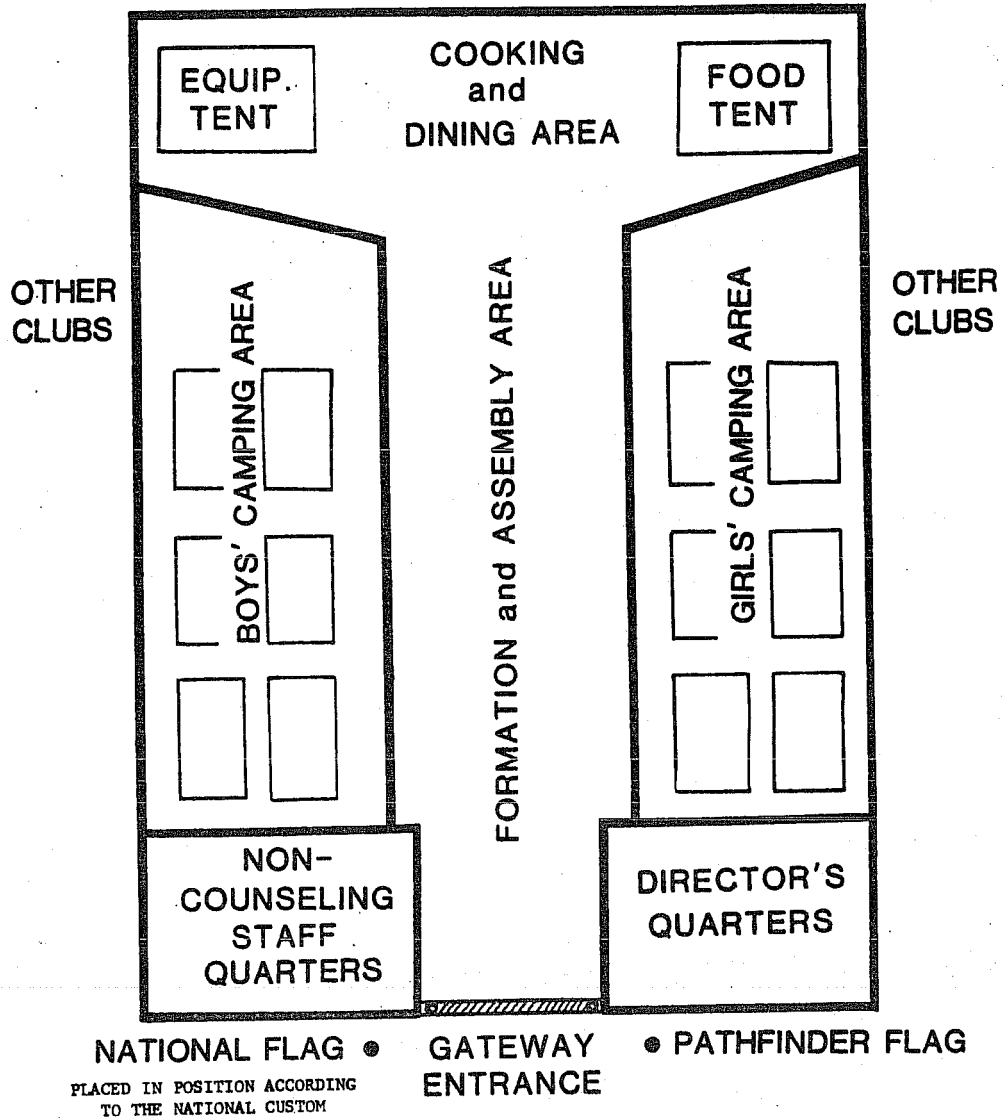 EQUIP.
TENT
COOKING
and
DINING AREA
FOOD
TENT
OTHER
CLUBS
BOYS' CAMPING AREA
FORMATION and ASSEMBLY AREA
GIRLS' CAMPING AREA
OTHER
CLUBS
NON-
COUNSELING
STAFF
QUARTERS
DIRECTOR'S
QUARTERS
NATIONAL FLAG
PLACED IN POSITION ACCORDING
TO THE NATIONAL CUSTOM
GATEWAY
ENTRANCE
PATHFINDER FLAG